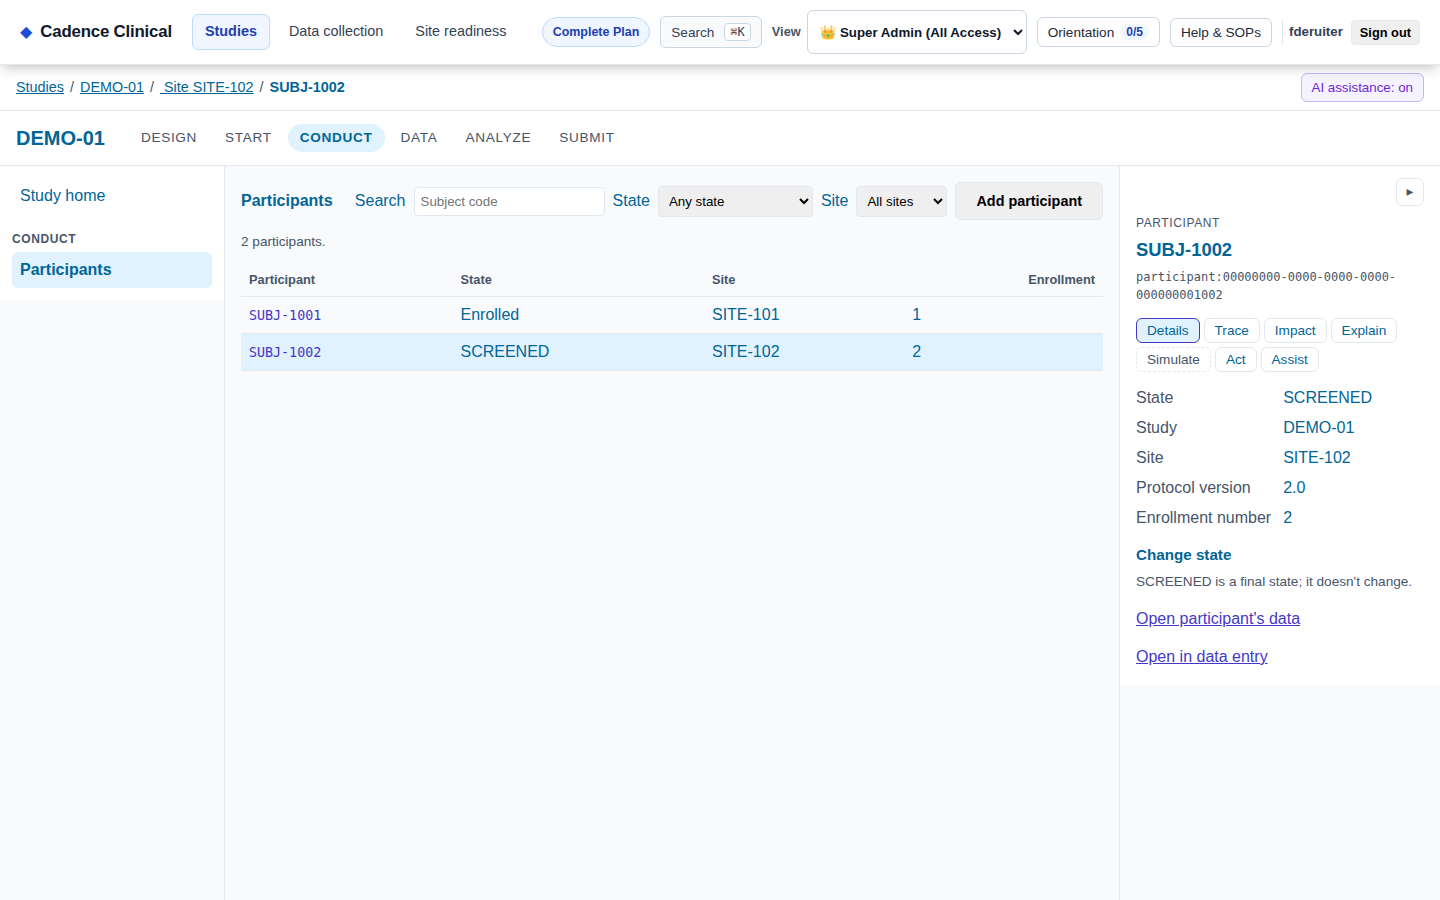 ◆ Cadence Clinical Studies Data collection Site readiness Complete Plan Search ⌘K View 👑 Super Admin (All Access) Orientation 0/5 Help & SOPs fderuiter Sign out
Studies / DEMO-01 / Site SITE-102 / SUBJ-1002 AI assistance: on
DEMO-01 DESIGN START CONDUCT DATA ANALYZE SUBMIT
Study home
CONDUCT
Participants
Participants Search Subject code State Any state Site All sites Add participant
2 participants.
Participant State Site Enrollment
SUBJ-1001 Enrolled SITE-101 1
SUBJ-1002 SCREENED SITE-102 2
▸
PARTICIPANT
SUBJ-1002
participant:00000000-0000-0000-0000-
000000001002
Details Trace Impact Explain
Simulate Act Assist
State SCREENED
Study DEMO-01
Site SITE-102
Protocol version 2.0
Enrollment number 2
Change state
SCREENED is a final state; it doesn't change.
Open participant's data
Open in data entry